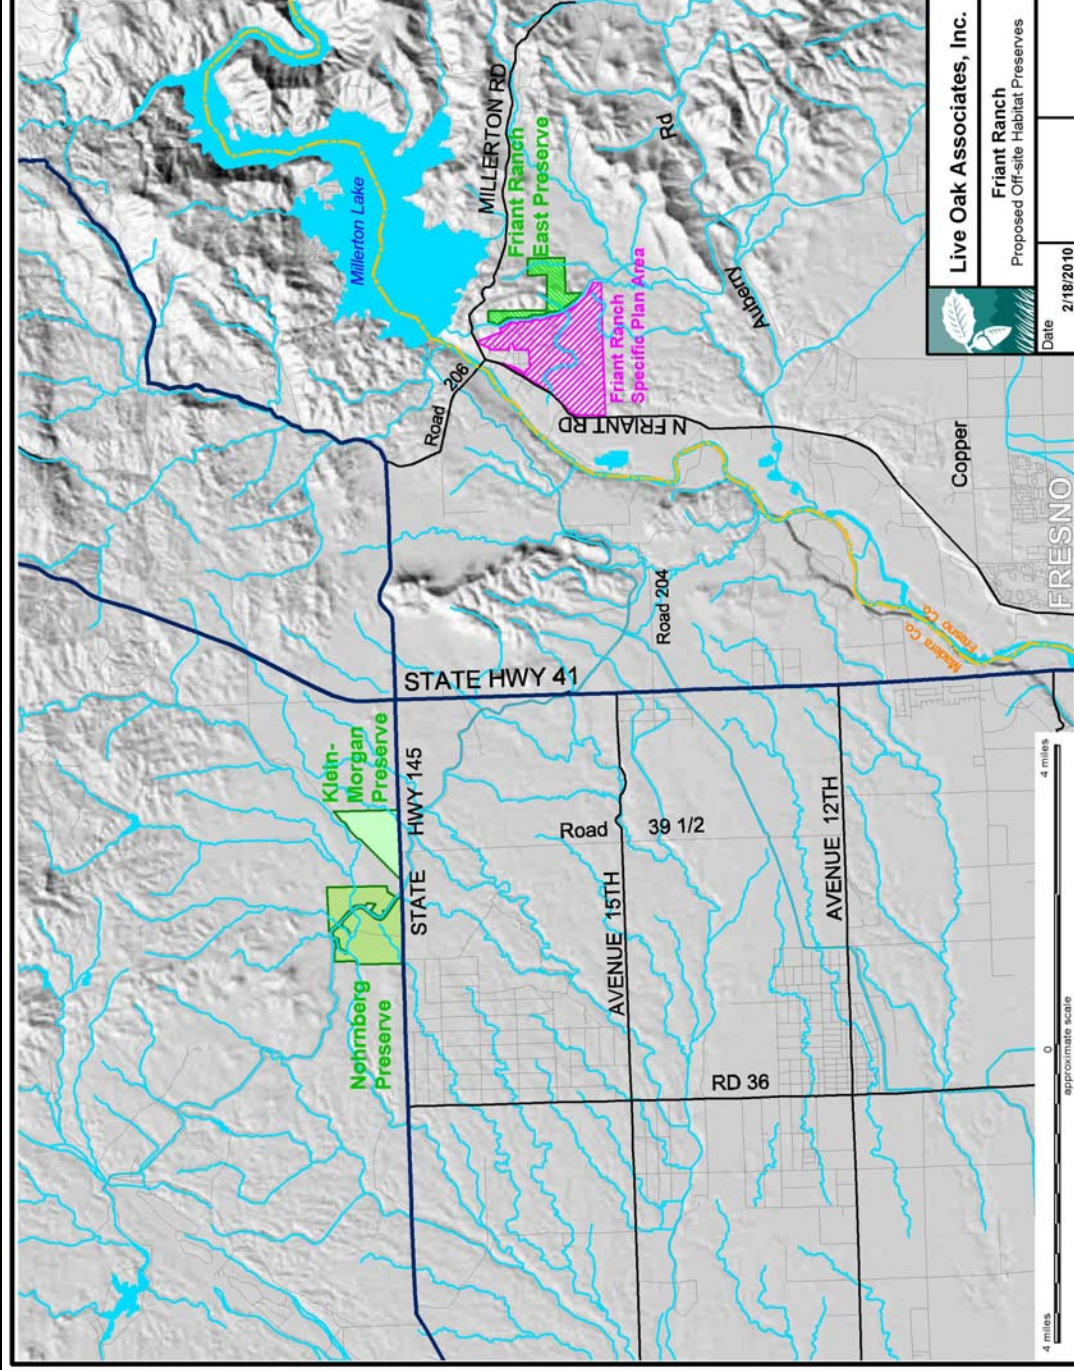 Millerton Lake
MILLERTON RD
Friant Ranch
East Preserve
Friant Ranch
Specific Plan Area
Auberry
Rd
Road
206
N FRIANT RD
Copper
FRESNO
Madera Co.
Fresno Co.
Road 204
STATE HWY 41
Klein-
Morgan
Preserve
STATE
HWY 145
Nohrnberg
Preserve
Road
39 1/2
AVENUE 15TH
AVENUE 12TH
RD 36
4 miles
0
4 miles
approximate scale
Live Oak Associates, Inc.
Friant Ranch
Proposed Off-site Habitat Preserves
Date
2/18/2010